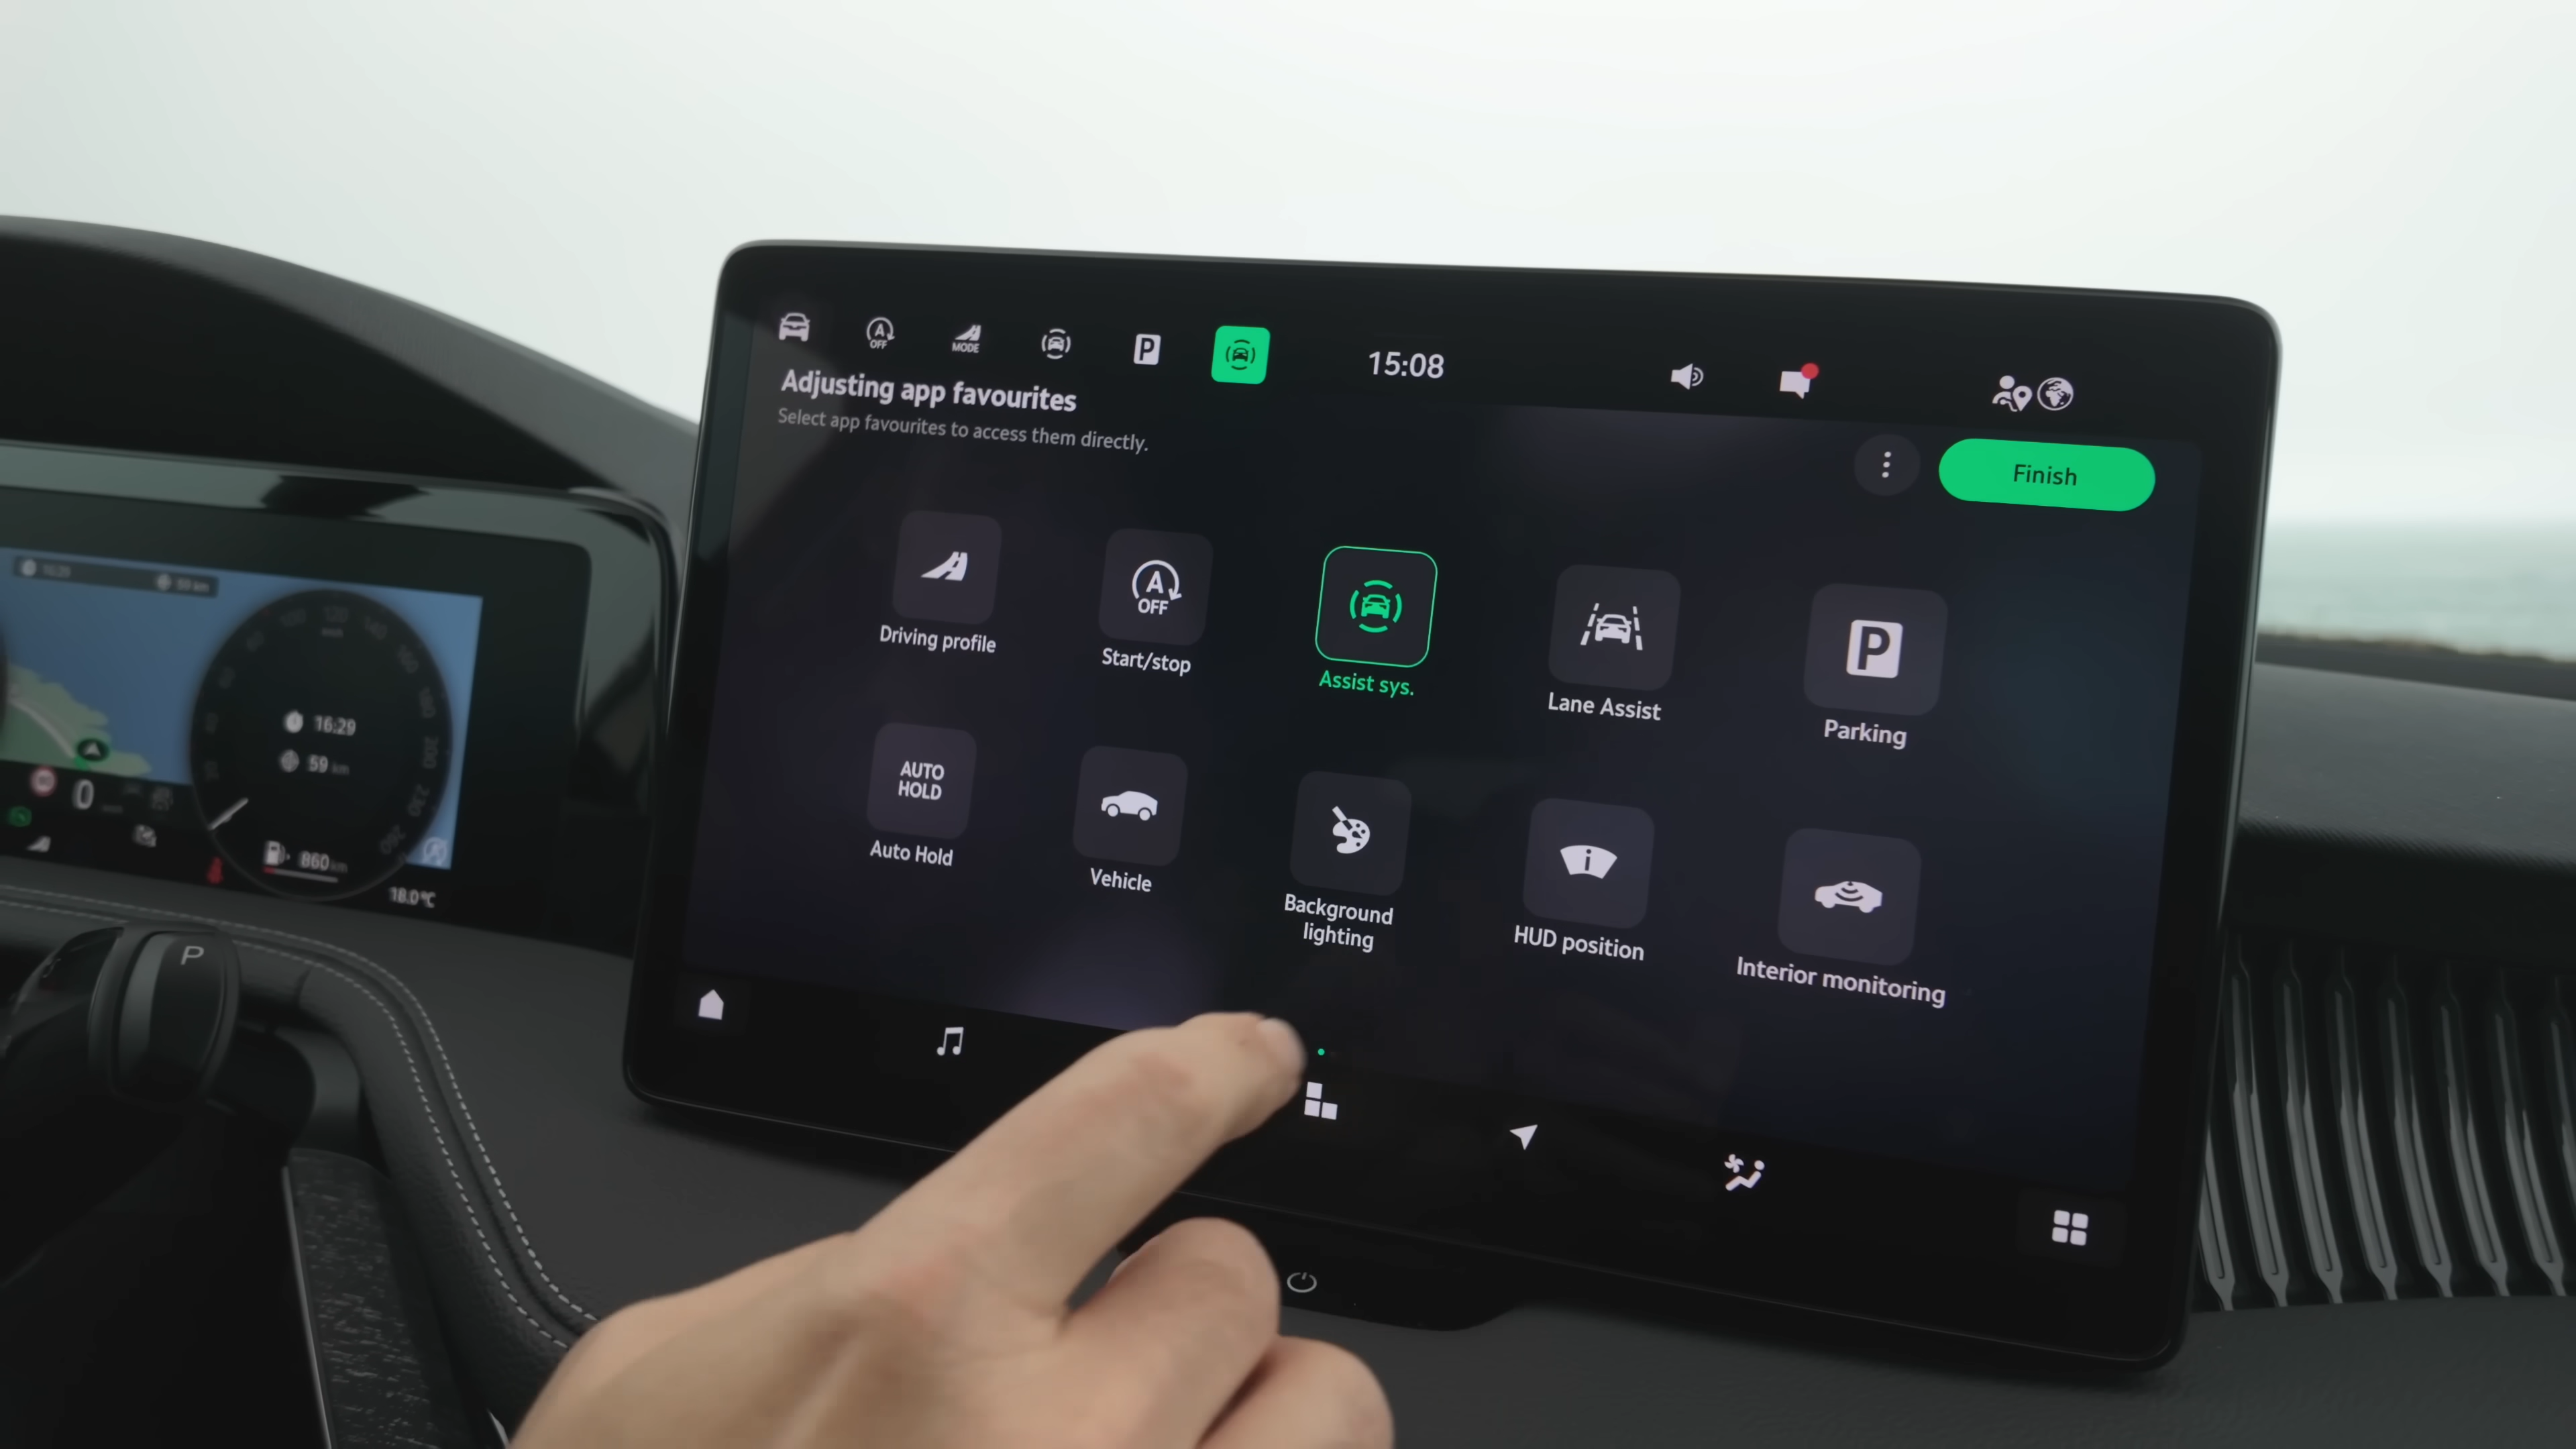 OFF
MODE
P
15:08
Adjusting app favourites
Select app favourites to access them directly.
Finish
Driving profile
A
OFF
Start/stop
Assist sys.
Lane Assist
P
Parking
AUTO
HOLD
Auto Hold
Vehicle
Background
lighting
i
HUD position
Interior monitoring
16:29
59 km
0
860 km
18.0°C
P